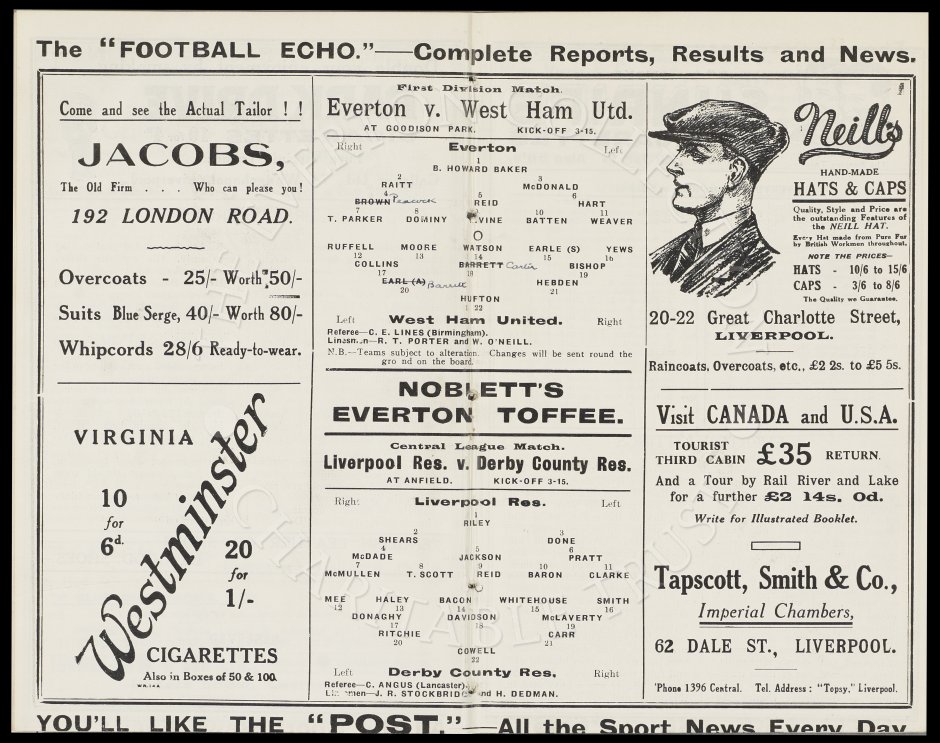 The "FOOTBALL ECHO."—Complete Reports, Results and News.
Come and see the Actual Tailor ! !
JACOBS,
The Old Firm . . . Who can please you!
192 LONDON ROAD.
Overcoats - 25/- Worth 50/-
Suits Blue Serge, 40/- Worth 80/-
Whipcords 28/6 Ready-to-wear.
VIRGINIA
10
for
6d.
Westminster
20
for
1/-
CIGARETTES
Also in Boxes of 50 & 100.
First Division Match.
Everton v. West Ham Utd.
AT GOODISON PARK. KICK-OFF 3-15.
Right Everton Left
1
B. HOWARD BAKER
2 3
RAITT McDONALD
4 5 6
BROWN Peacock REID HART
7 8 10 11
T. PARKER DOMINY VINE BATTEN WEAVER
O
RUFFELL MOORE WATSON EARLE (S) YEWS
12 13 14 15 16
COLLINS BARRETT Carter BISHOP
17 18 19
EARL (A) Barrett HEBDEN
20 21
HUFTON
22
Left West Ham United. Right
Referee—C. E. LINES (Birmingham).
Linesmen—R. T. PORTER and W. O'NEILL.
N.B.—Teams subject to alteration. Changes will be sent round the
ground on the board.
NOBLETT'S
EVERTON TOFFEE.
Central League Match.
Liverpool Res. v. Derby County Res.
AT ANFIELD. KICK-OFF 3-15.
Right Liverpool Res. Left
1
RILEY
2 3
SHEARS DONE
4 5 6
McDADE JACKSON PRATT
7 8 9 10 11
McMULLEN T. SCOTT REID BARON CLARKE
MEE HALEY BACON WHITEHOUSE SMITH
12 13 14 15 16
DONAGHY DAVIDSON McLAVERTY
17 18 19
RITCHIE CARR
20 21
COWELL
22
Left Derby County Res. Right
Referee—C. ANGUS (Lancaster)
Linesmen—J. R. STOCKBRIDGE and H. DEDMAN.
Neill's
HAND-MADE
HATS & CAPS
Quality, Style and Price are
the outstanding Features of
the NEILL HAT.
Every Hat made from Pure Fur
by British Workmen throughout.
NOTE THE PRICES—
HATS - 10/6 to 15/6
CAPS - 3/6 to 8/6
The Quality we Guarantee.
20-22 Great Charlotte Street,
LIVERPOOL.
Raincoats, Overcoats, etc., £2 2s. to £5 5s.
Visit CANADA and U.S.A.
TOURIST
THIRD CABIN £35 RETURN.
And a Tour by Rail River and Lake
for a further £2 14s. 0d.
Write for Illustrated Booklet.
Tapscott, Smith & Co.,
Imperial Chambers,
62 DALE ST., LIVERPOOL.
'Phone 1396 Central. Tel. Address : "Topsy," Liverpool.
YOU'LL LIKE THE "POST."—All the Sport News Every Day